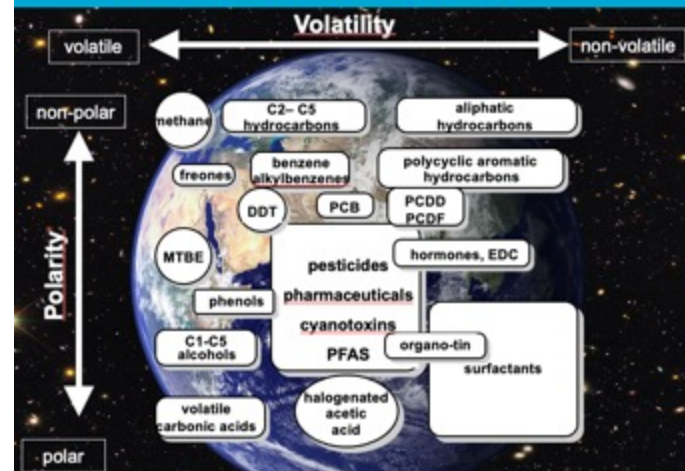 Volatility
volatile
non-volatile
non-polar
methane
C2– C5
hydrocarbons
aliphatic
hydrocarbons
freones
benzene
alkylbenzenes
polycyclic aromatic
hydrocarbons
DDT
PCB
PCDD
PCDF
Polarity
MTBE
hormones, EDC
pesticides
pharmaceuticals
cyanotoxins
PFAS
phenols
C1-C5
alcohols
organo-tin
surfactants
volatile
carbonic acids
halogenated
acetic
acid
polar